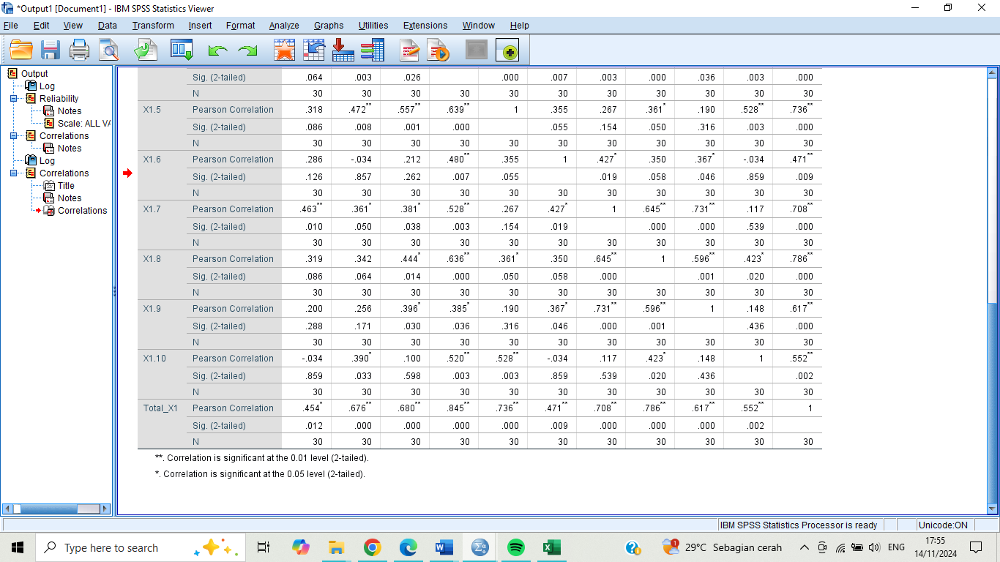 *Output1 [Document1] - IBM SPSS Statistics Viewer
File Edit View Data Transform Insert Format Analyze Graphs Utilities Extensions Window Help
Output
Log
Reliability
Notes
Scale: ALL VA
Correlations
Notes
Log
Correlations
Title
Notes
Correlations
Sig. (2-tailed) .064 .003 .026 .000 .007 .003 .000 .036 .003 .000
N 30 30 30 30 30 30 30 30 30 30 30
X1.5 Pearson Correlation .318 .472** .557** .639** 1 .355 .267 .361* .190 .528** .736**
Sig. (2-tailed) .086 .008 .001 .000 .055 .154 .050 .316 .003 .000
N 30 30 30 30 30 30 30 30 30 30 30
X1.6 Pearson Correlation .286 -.034 .212 .480** .355 1 .427* .350 .367* -.034 .471**
Sig. (2-tailed) .126 .857 .262 .007 .055 .019 .058 .046 .859 .009
N 30 30 30 30 30 30 30 30 30 30 30
X1.7 Pearson Correlation .463** .361* .381* .528** .267 .427* 1 .645** .731** .117 .708**
Sig. (2-tailed) .010 .050 .038 .003 .154 .019 .000 .000 .539 .000
N 30 30 30 30 30 30 30 30 30 30 30
X1.8 Pearson Correlation .319 .342 .444* .636** .361* .350 .645** 1 .596** .423* .786**
Sig. (2-tailed) .086 .064 .014 .000 .050 .058 .000 .001 .020 .000
N 30 30 30 30 30 30 30 30 30 30 30
X1.9 Pearson Correlation .200 .256 .396* .385* .190 .367* .731** .596** 1 .148 .617**
Sig. (2-tailed) .288 .171 .030 .036 .316 .046 .000 .001 .436 .000
N 30 30 30 30 30 30 30 30 30 30 30
X1.10 Pearson Correlation -.034 .390* .100 .520** .528** -.034 .117 .423* .148 1 .552**
Sig. (2-tailed) .859 .033 .598 .003 .003 .859 .539 .020 .436 .002
N 30 30 30 30 30 30 30 30 30 30 30
Total_X1 Pearson Correlation .454* .676** .680** .845** .736** .471** .708** .786** .617** .552** 1
Sig. (2-tailed) .012 .000 .000 .000 .000 .009 .000 .000 .000 .002
N 30 30 30 30 30 30 30 30 30 30 30
**. Correlation is significant at the 0.01 level (2-tailed).
*. Correlation is significant at the 0.05 level (2-tailed).
IBM SPSS Statistics Processor is ready Unicode:ON
Type here to search 29°C Sebagian cerah ENG 17:55
14/11/2024